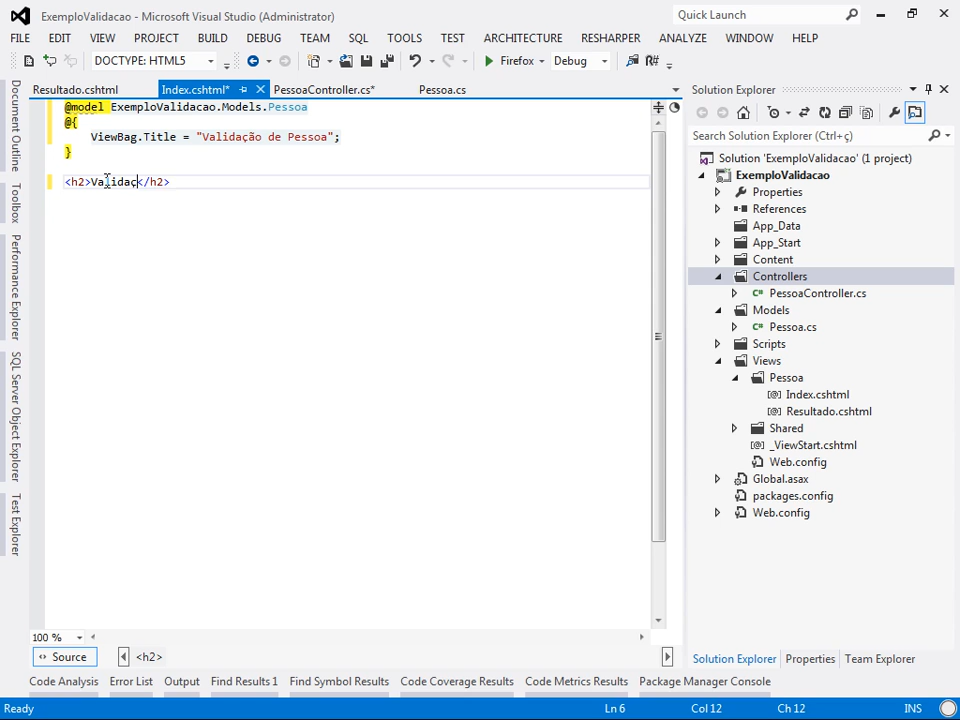 ExemploValidacao - Microsoft Visual Studio (Administrator)
Quick Launch
FILE EDIT VIEW PROJECT BUILD DEBUG TEAM SQL TOOLS TEST ARCHITECTURE RESHARPER ANALYZE WINDOW HELP
DOCTYPE: HTML5 Firefox Debug R#
Resultado.cshtml Index.cshtml* PessoaController.cs* Pessoa.cs
@model ExemploValidacao.Models.Pessoa
@{
ViewBag.Title = "Validação de Pessoa";
}
<h2>Validaç</h2>
Document Outline
Toolbox
Performance Explorer
SQL Server Object Explorer
Test Explorer
Solution Explorer
Search Solution Explorer (Ctrl+ç)
Solution 'ExemploValidacao' (1 project)
ExemploValidacao
Properties
References
App_Data
App_Start
Content
Controllers
PessoaController.cs
Models
Pessoa.cs
Scripts
Views
Pessoa
Index.cshtml
Resultado.cshtml
Shared
_ViewStart.cshtml
Web.config
Global.asax
packages.config
Web.config
100 %
Source <h2>
Solution Explorer Properties Team Explorer
Code Analysis Error List Output Find Results 1 Find Symbol Results Code Coverage Results Code Metrics Results Package Manager Console
Ready Ln 6 Col 12 Ch 12 INS